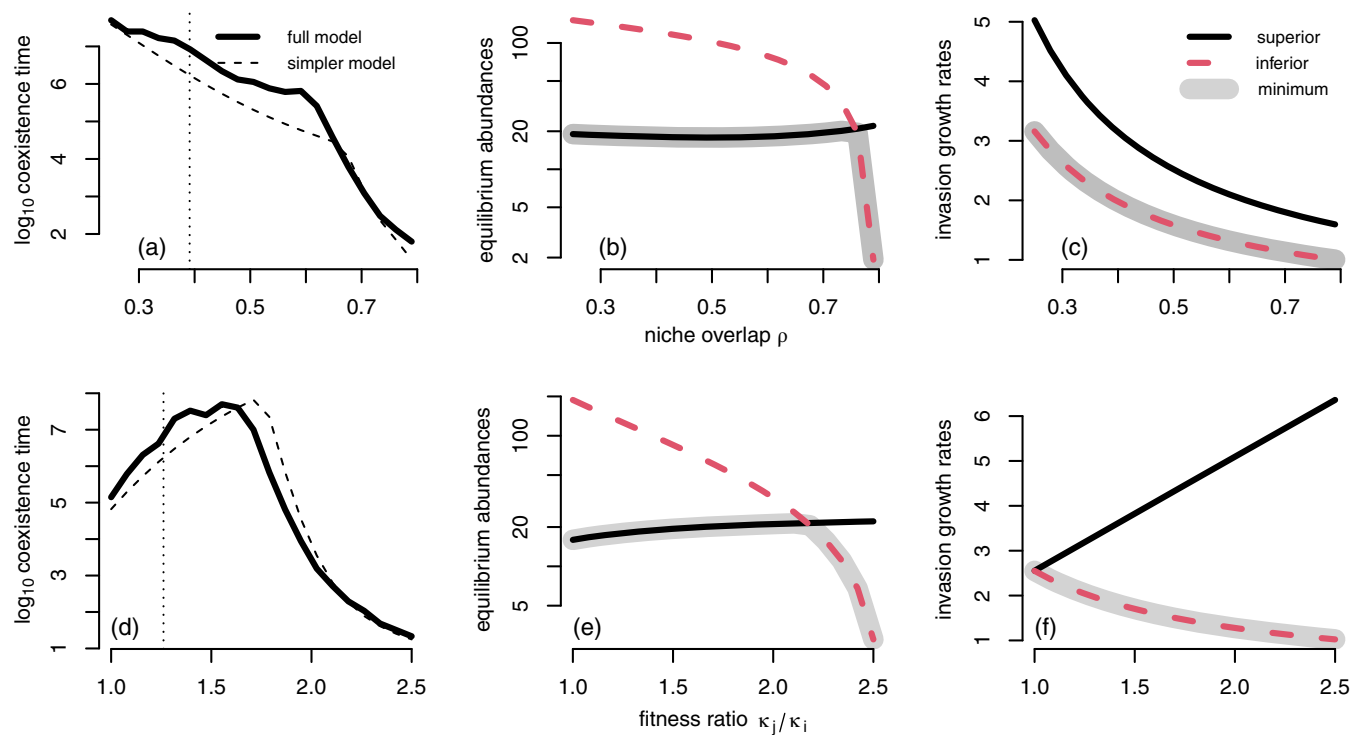 full model
simpler model
log10 coexistence time
2
4
6
(a)
0.3
0.5
0.7
equilibrium abundances
2
5
20
100
(b)
0.3
0.5
0.7
niche overlap ρ
superior
inferior
minimum
invasion growth rates
1
2
3
4
5
(c)
0.3
0.5
0.7
log10 coexistence time
1
3
5
7
(d)
1.0
1.5
2.0
2.5
equilibrium abundances
5
20
100
(e)
1.0
1.5
2.0
2.5
fitness ratio κj/κi
invasion growth rates
1
2
3
4
5
6
(f)
1.0
1.5
2.0
2.5